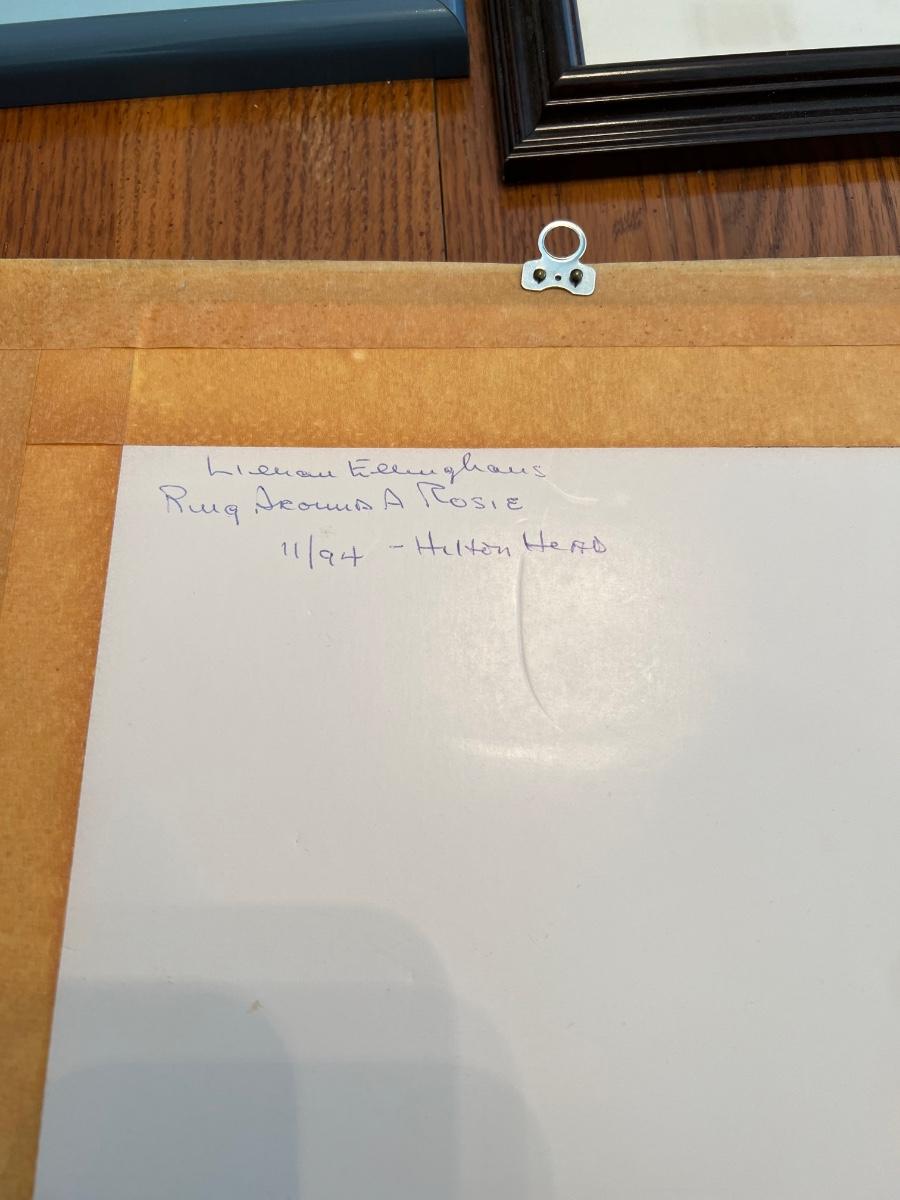 Lillian Ellinghaus
Ring Around A Rosie
11/94 - Hilton Head